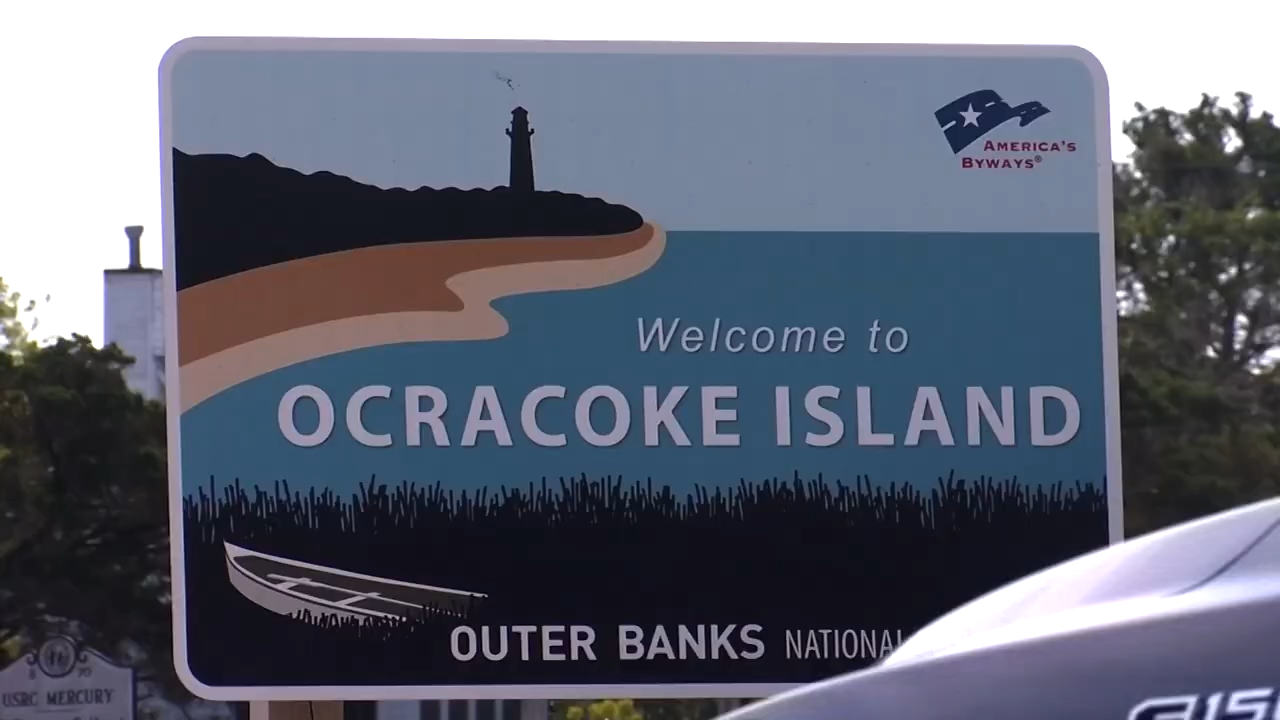 AMERICA'S
BYWAYS®
Welcome to
OCRACOKE ISLAND
OUTER BANKS NATIONAL
USRC MERCURY